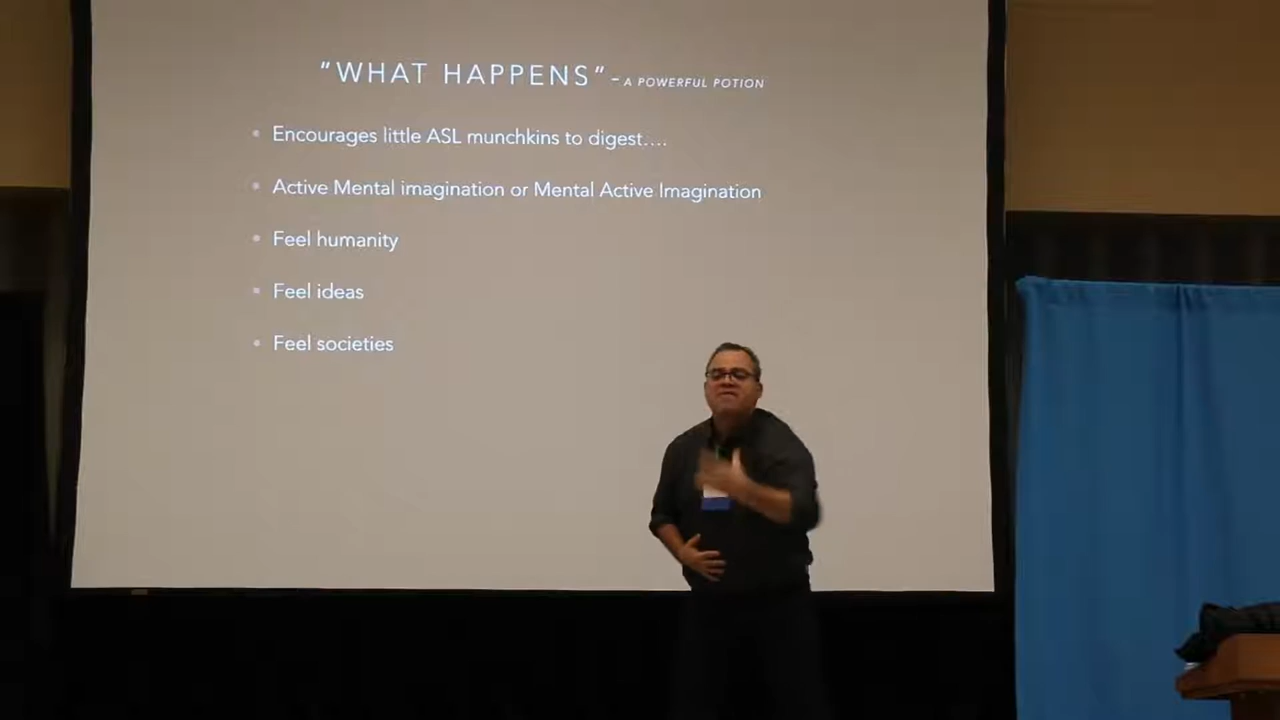 "WHAT HAPPENS" – A POWERFUL POTION
• Encourages little ASL munchkins to digest....
• Active Mental imagination or Mental Active Imagination
• Feel humanity
• Feel ideas
• Feel societies